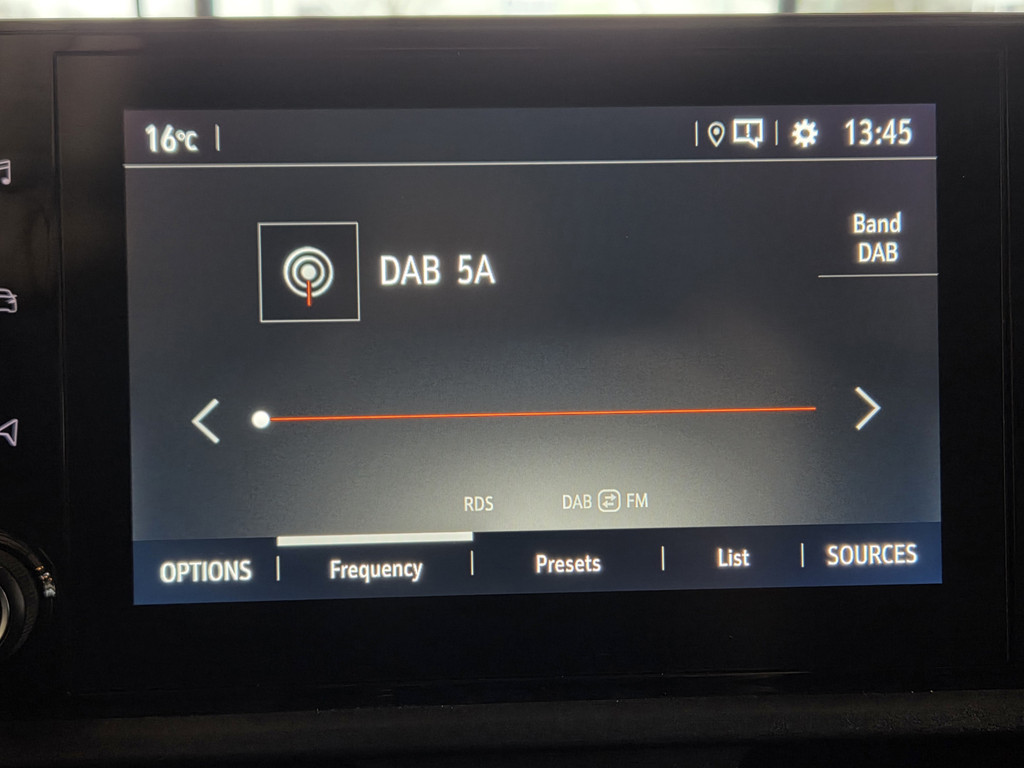 16°C
13:45
Band
DAB
DAB 5A
RDS
DAB FM
OPTIONS
Frequency
Presets
List
SOURCES